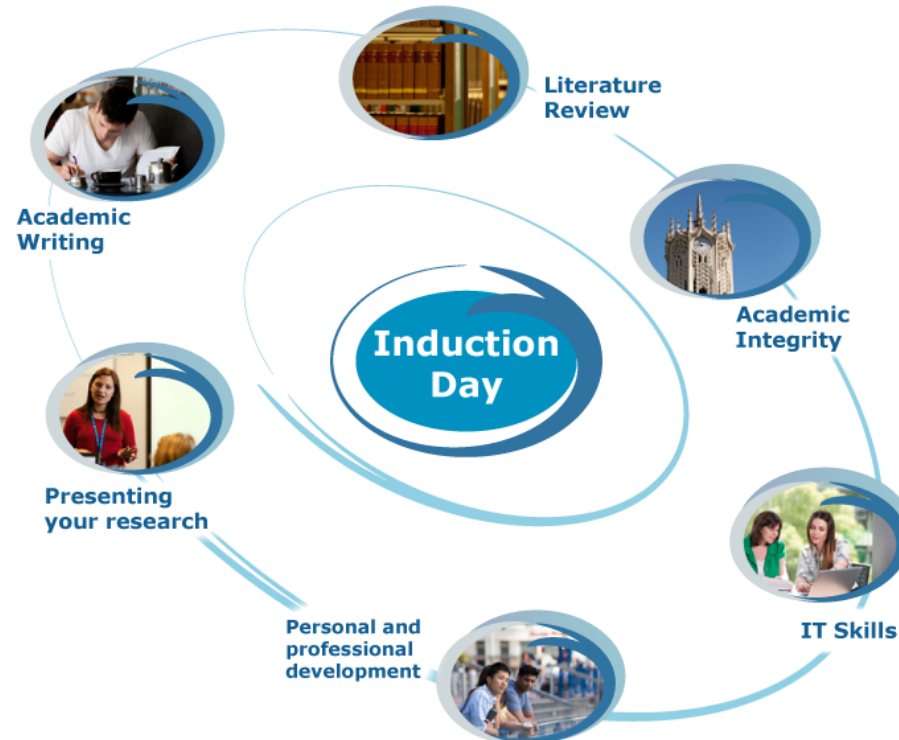 Literature
Review
Academic
Writing
Academic
Integrity
Induction
Day
Presenting
your research
IT Skills
Personal and
professional
development